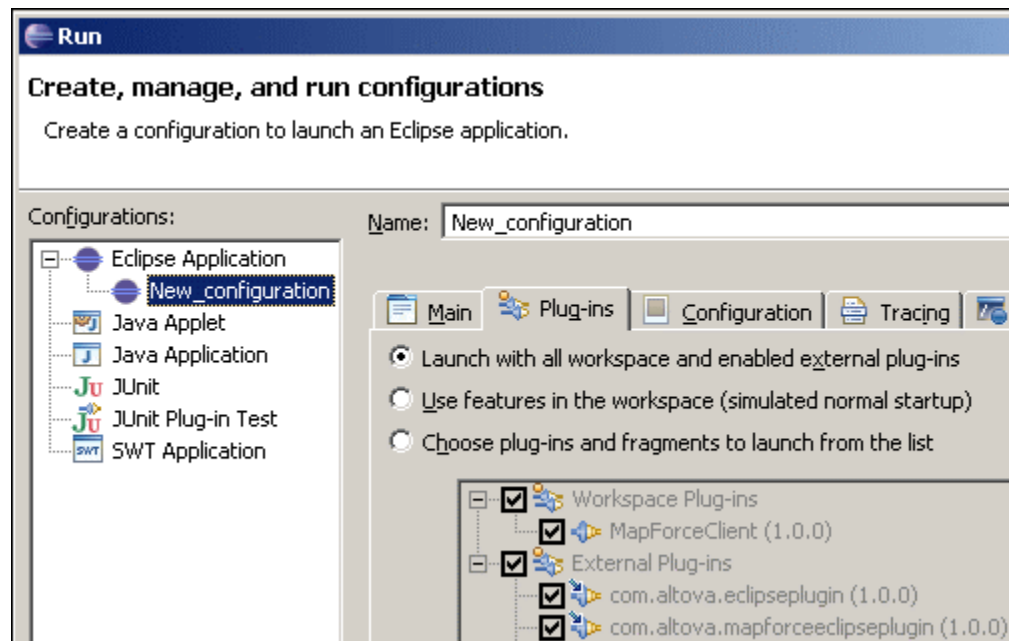 Run
Create, manage, and run configurations
Create a configuration to launch an Eclipse application.
Configurations:
Name: New_configuration
Eclipse Application
New_configuration
Java Applet
Java Application
JUnit
JUnit Plug-in Test
SWT Application
Main Plug-ins Configuration Tracing
Launch with all workspace and enabled external plug-ins
Use features in the workspace (simulated normal startup)
Choose plug-ins and fragments to launch from the list
Workspace Plug-ins
MapForceClient (1.0.0)
External Plug-ins
com.altova.eclipseplugin (1.0.0)
com.altova.mapforceeclipseplugin (1.0.0)